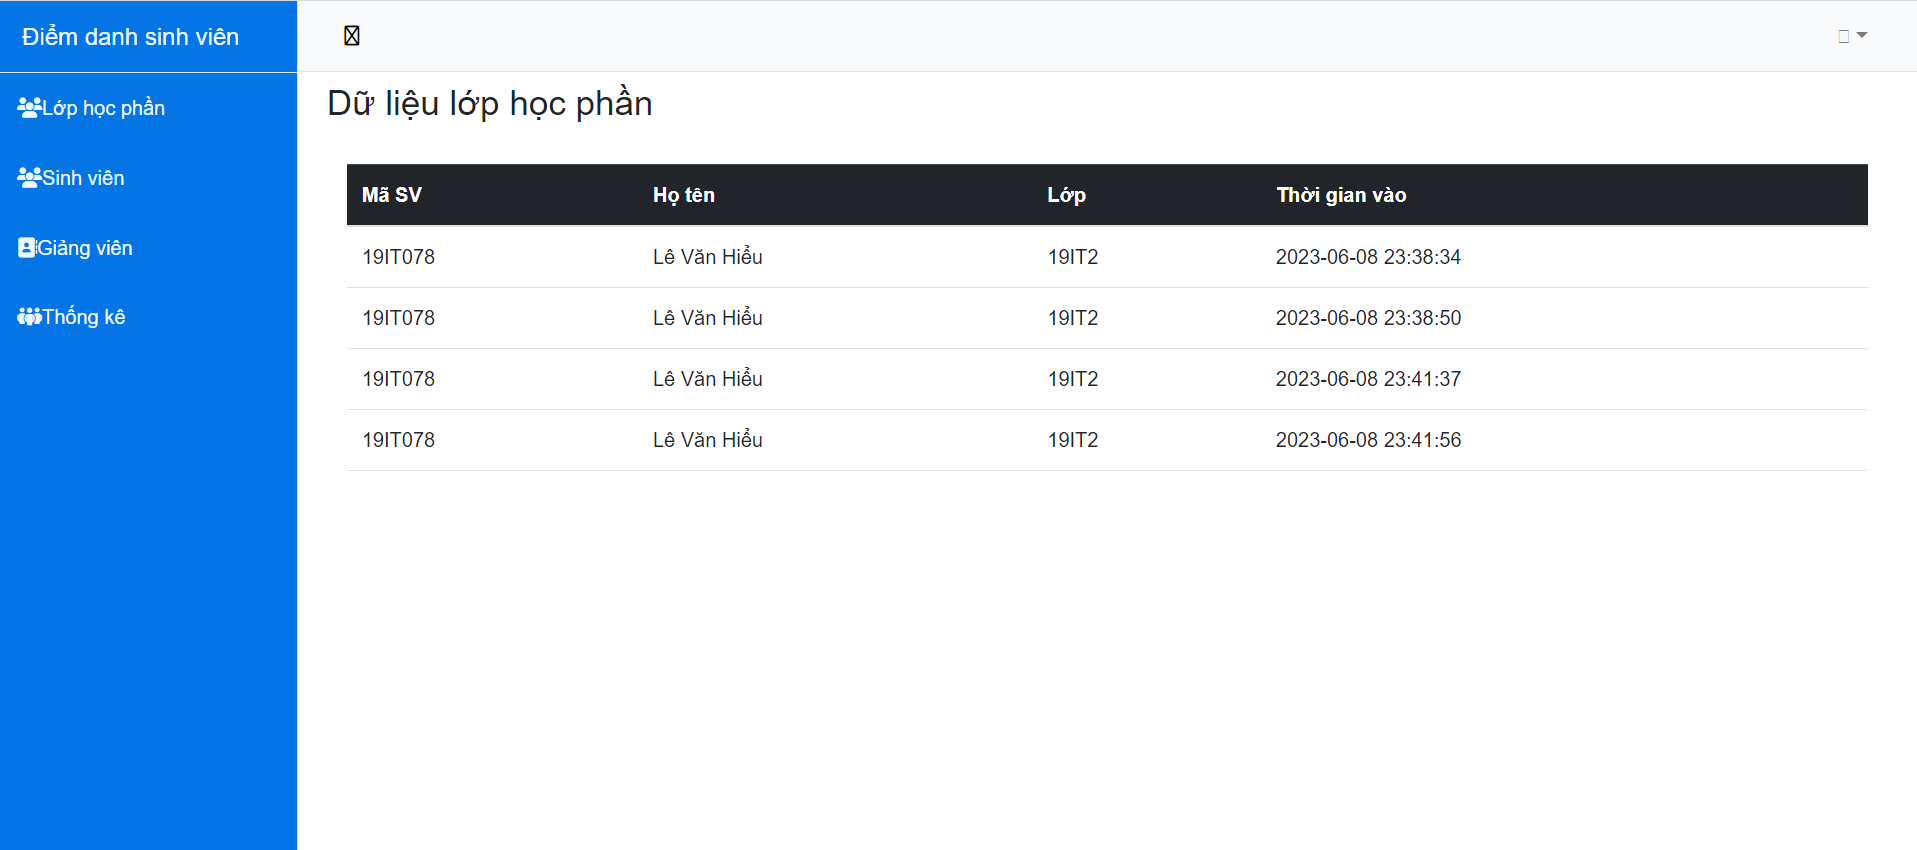 Điểm danh sinh viên
Lớp học phần
Sinh viên
Giảng viên
Thống kê
Dữ liệu lớp học phần
Mã SV Họ tên Lớp Thời gian vào
19IT078 Lê Văn Hiểu 19IT2 2023-06-08 23:38:34
19IT078 Lê Văn Hiểu 19IT2 2023-06-08 23:38:50
19IT078 Lê Văn Hiểu 19IT2 2023-06-08 23:41:37
19IT078 Lê Văn Hiểu 19IT2 2023-06-08 23:41:56